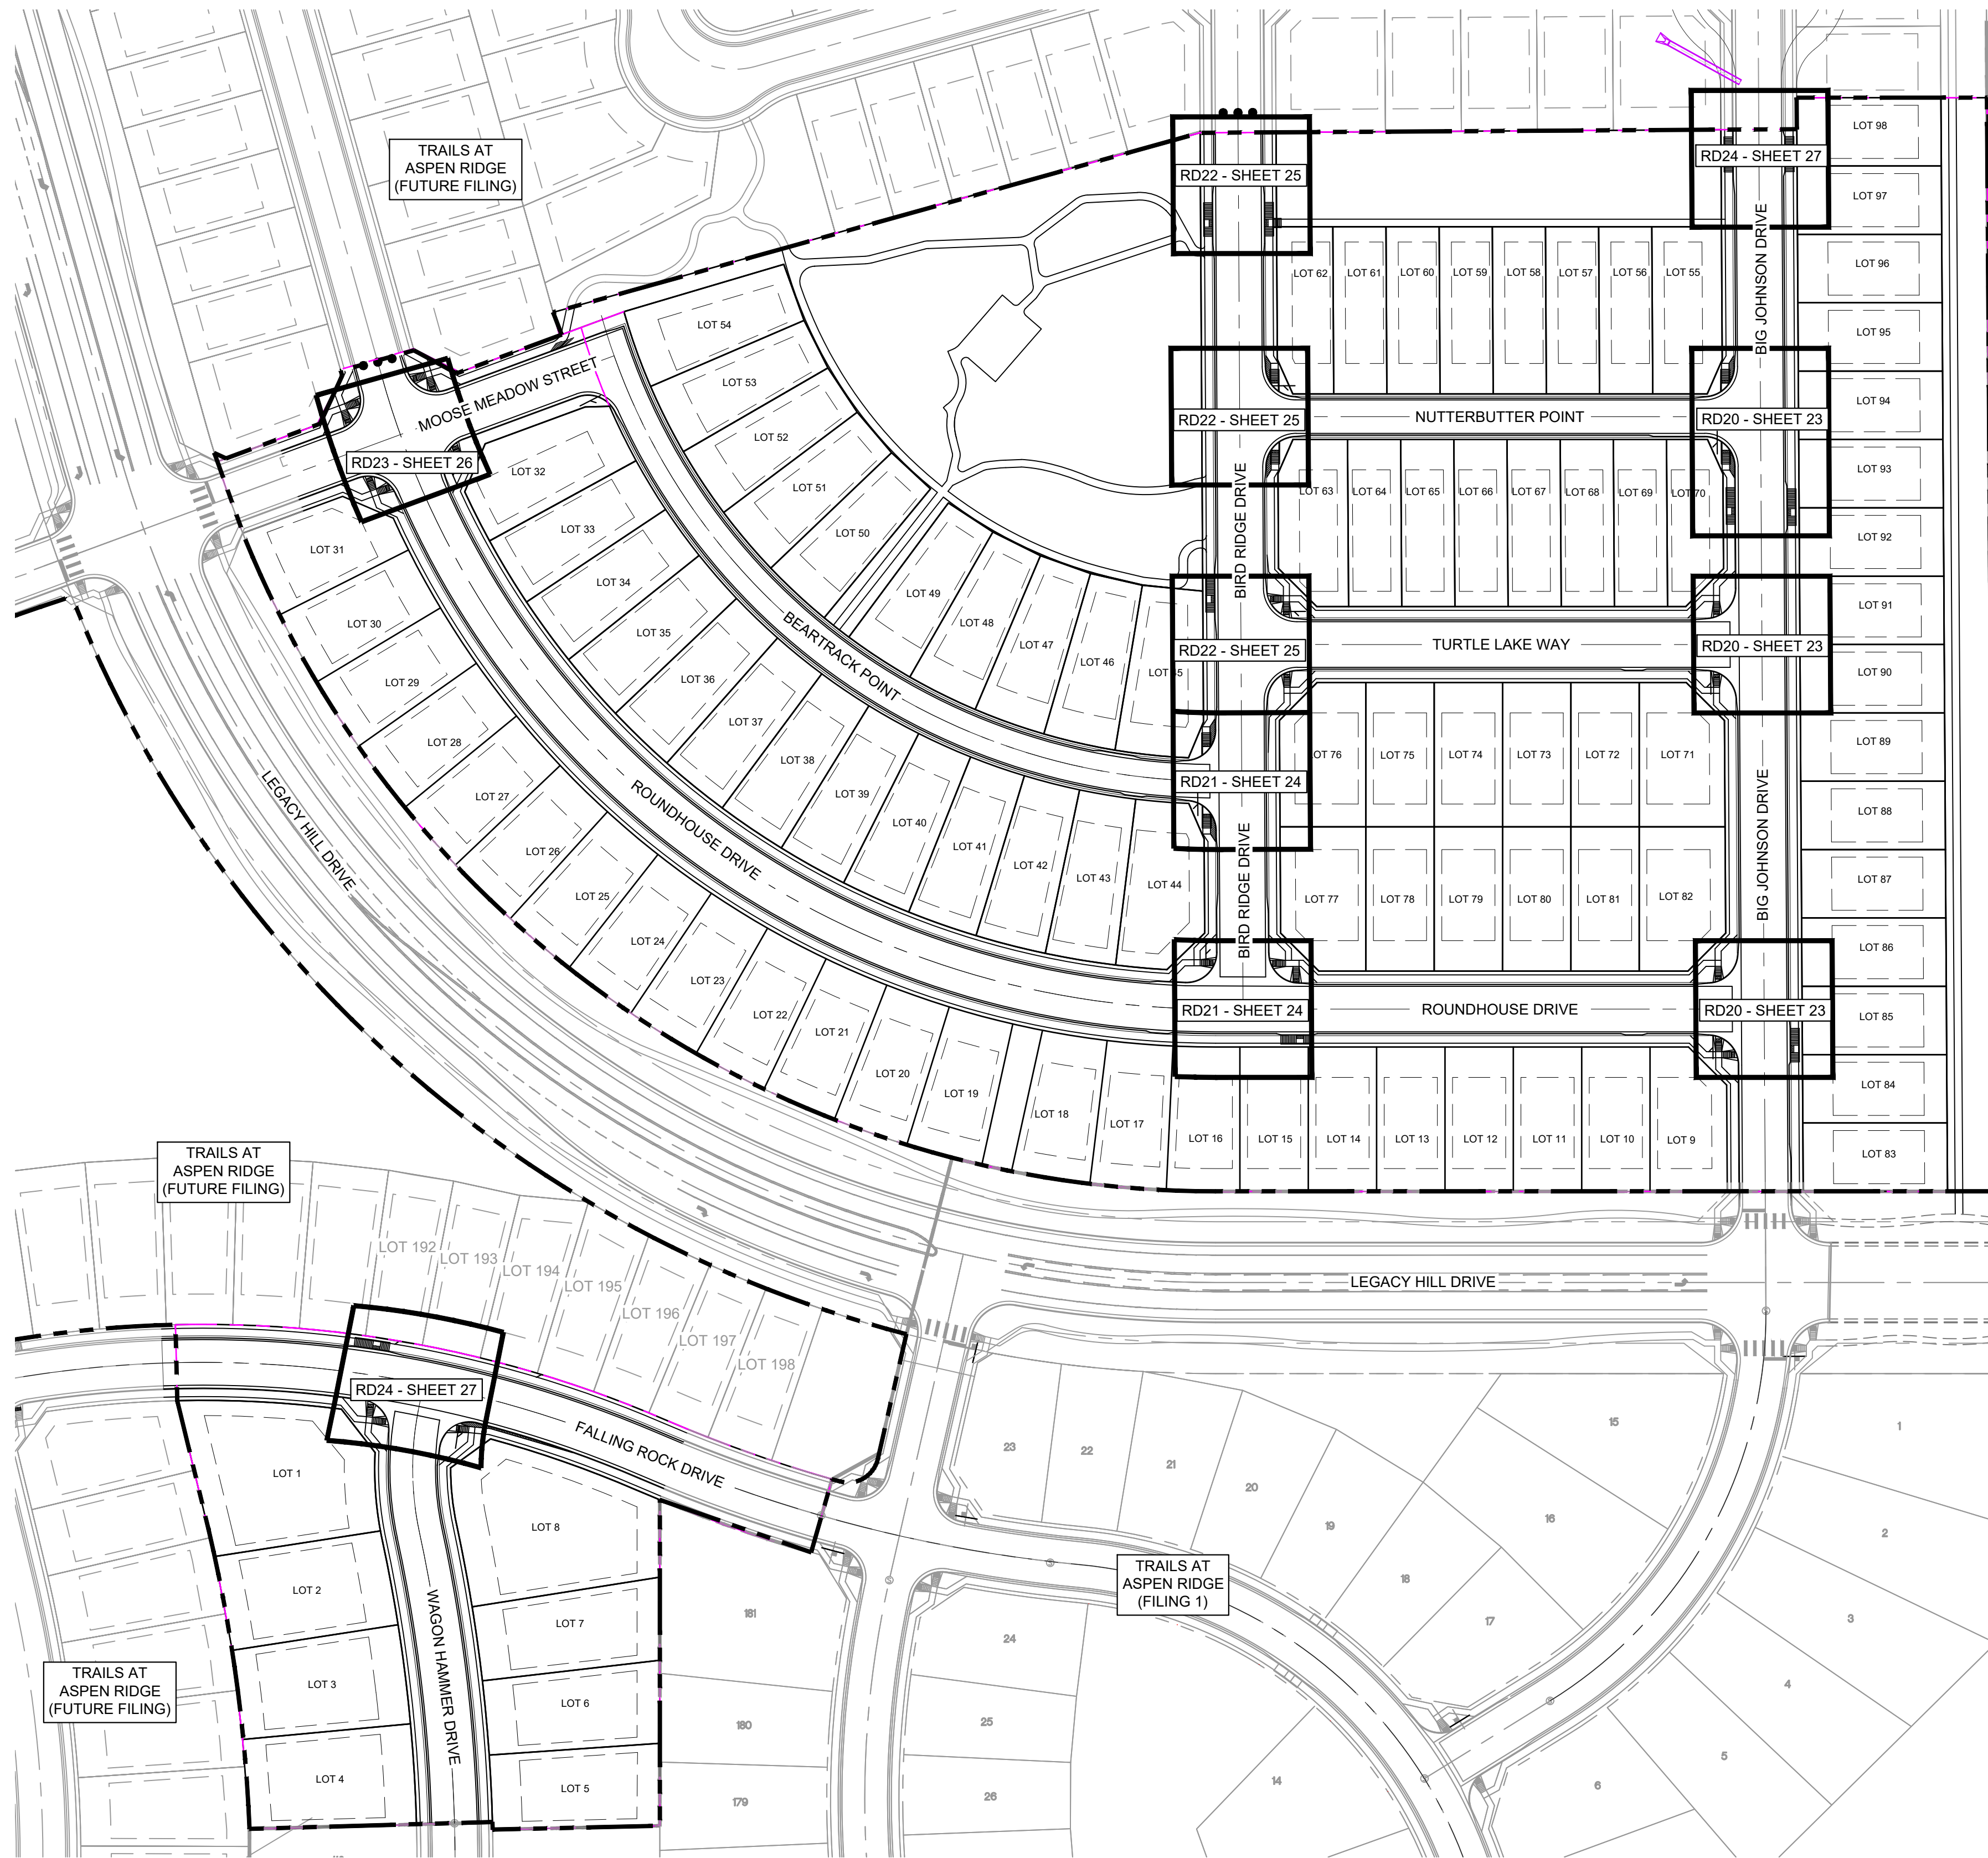 TRAILS AT
ASPEN RIDGE
(FUTURE FILING)
RD22 - SHEET 25
RD24 - SHEET 27
LOT 98
LOT 97
LOT 96
LOT 95
LOT 94
LOT 93
LOT 92
LOT 91
LOT 90
LOT 89
LOT 88
LOT 87
LOT 86
LOT 85
LOT 84
LOT 83
BIG JOHNSON DRIVE
LOT 62
LOT 61
LOT 60
LOT 59
LOT 58
LOT 57
LOT 56
LOT 55
LOT 54
LOT 53
LOT 52
LOT 51
LOT 50
LOT 49
LOT 48
LOT 47
LOT 46
MOOSE MEADOW STREET
RD23 - SHEET 26
RD22 - SHEET 25
NUTTERBUTTER POINT
RD20 - SHEET 23
BIRD RIDGE DRIVE
LOT 63
LOT 64
LOT 65
LOT 66
LOT 67
LOT 68
LOT 69
LOT 70
LOT 32
LOT 33
LOT 34
LOT 35
LOT 36
LOT 37
LOT 38
LOT 39
LOT 40
LOT 41
LOT 42
LOT 43
LOT 44
BEARTRACK POINT
RD22 - SHEET 25
TURTLE LAKE WAY
RD20 - SHEET 23
LOT 31
LOT 30
LOT 29
LOT 28
LOT 27
LOT 26
LOT 25
LOT 24
LOT 23
LOT 22
LOT 21
LOT 20
LOT 19
LOT 18
LOT 17
LOT 16
LOT 15
LOT 14
LOT 13
LOT 12
LOT 11
LOT 10
LOT 9
ROUNDHOUSE DRIVE
LEGACY HILL DRIVE
RD21 - SHEET 24
OT 76
LOT 75
LOT 74
LOT 73
LOT 72
LOT 71
BIRD RIDGE DRIVE
BIG JOHNSON DRIVE
LOT 77
LOT 78
LOT 79
LOT 80
LOT 81
LOT 82
RD21 - SHEET 24
ROUNDHOUSE DRIVE
RD20 - SHEET 23
TRAILS AT
ASPEN RIDGE
(FUTURE FILING)
LOT 192
LOT 193
LOT 194
LOT 195
LOT 196
LOT 197
LOT 198
LEGACY HILL DRIVE
RD24 - SHEET 27
FALLING ROCK DRIVE
LOT 1
LOT 2
LOT 3
LOT 4
WAGON HAMMER DRIVE
LOT 8
LOT 7
LOT 6
LOT 5
TRAILS AT
ASPEN RIDGE
(FUTURE FILING)
TRAILS AT
ASPEN RIDGE
(FILING 1)
23
22
21
20
19
18
17
16
15
1
2
3
4
5
6
14
181
180
179
24
25
26